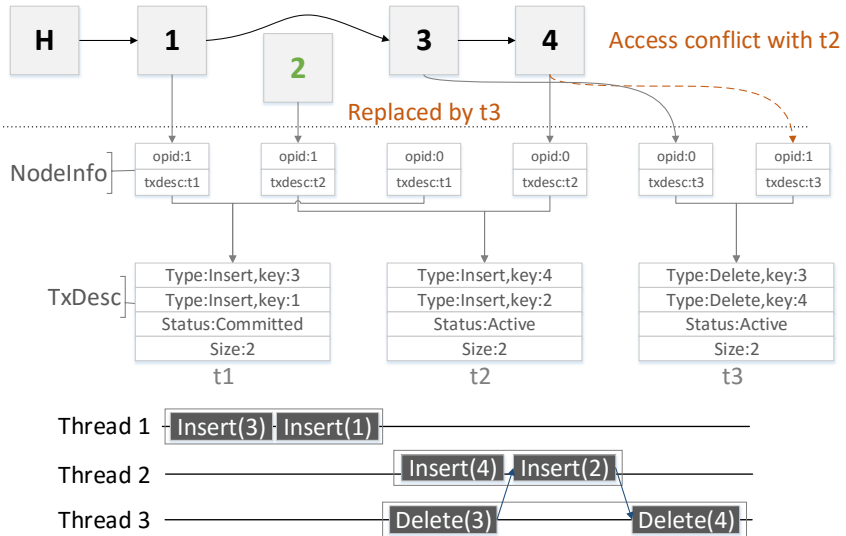 H 1 3 4
Access conflict with t2
2
Replaced by t3
NodeInfo
opid:1 opid:1 opid:0 opid:0 opid:0 opid:1
txdesc:t1 txdesc:t2 txdesc:t1 txdesc:t2 txdesc:t3 txdesc:t3
TxDesc
Type:Insert,key:3 Type:Insert,key:4 Type:Delete,key:3
Type:Insert,key:1 Type:Insert,key:2 Type:Delete,key:4
Status:Committed Status:Active Status:Active
Size:2 Size:2 Size:2
t1 t2 t3
Thread 1 Insert(3) Insert(1)
Thread 2 Insert(4) Insert(2)
Thread 3 Delete(3) Delete(4)